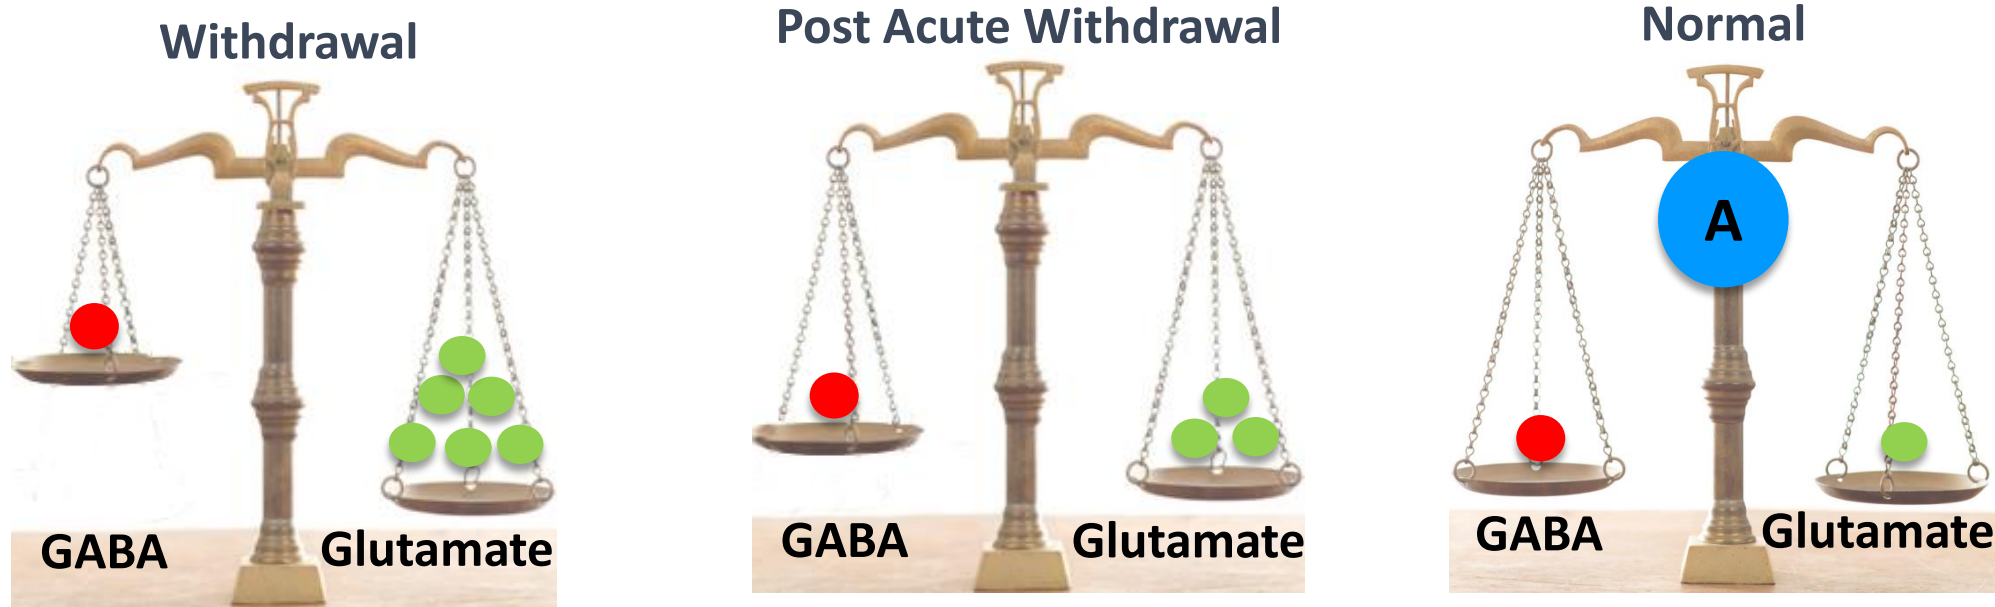 Withdrawal
GABA
Glutamate
Post Acute Withdrawal
GABA
Glutamate
Normal
A
GABA
Glutamate